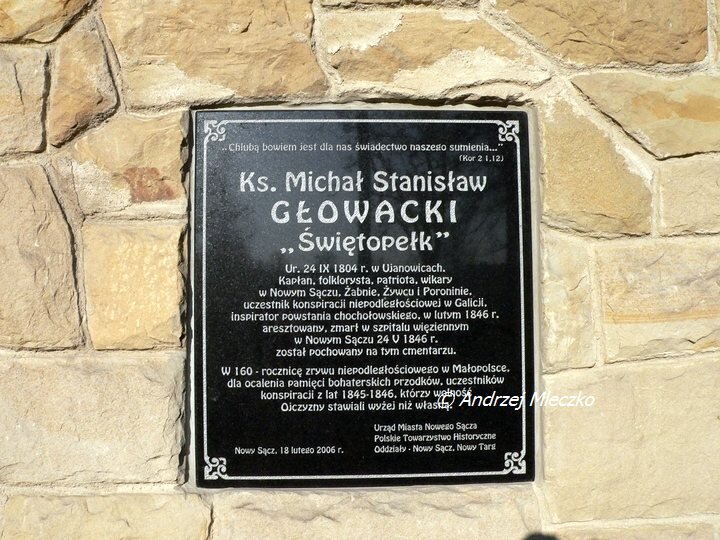 „Chlubą bowiem jest dla nas świadectwo naszego sumienia...”
(Kor 2 1,12)
Ks. Michał Stanisław
GŁOWACKI
„Świętopełk”
Ur. 24 IX 1804 r. w Ujanowicach.
Kapłan, folklorysta, patriota, wikary
w Nowym Sączu, Żabnie, Żywcu i Poroninie,
uczestnik konspiracji niepodległościowej w Galicji,
inspirator powstania chochołowskiego, w lutym 1846 r.
aresztowany, zmarł w szpitalu więziennym
w Nowym Sączu 24 V 1846 r.
został pochowany na tym cmentarzu.
W 160 - rocznicę zrywu niepodległościowego w Małopolsce,
dla ocalenia pamięci bohaterskich przodków, uczestników
konspiracji z lat 1845-1846, którzy wolność
Ojczyzny stawiali wyżej niż własną.
(c) Andrzej Mleczko
Urząd Miasta Nowego Sącza
Polskie Towarzystwo Historyczne
Nowy Sącz, 18 lutego 2006 r. Oddziały - Nowy Sącz, Nowy Targ